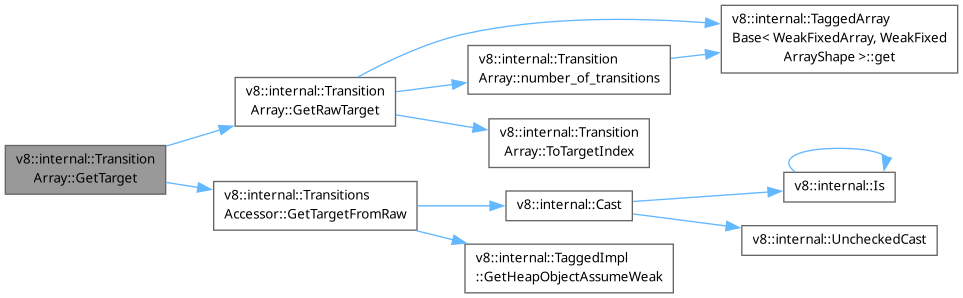 v8::internal::Transition
Array::GetTarget
v8::internal::Transition
Array::GetRawTarget
v8::internal::TaggedArray
Base< WeakFixedArray, WeakFixed
ArrayShape >::get
v8::internal::Transition
Array::number_of_transitions
v8::internal::Transition
Array::ToTargetIndex
v8::internal::Transitions
Accessor::GetTargetFromRaw
v8::internal::Cast
v8::internal::Is
v8::internal::UncheckedCast
v8::internal::TaggedImpl
::GetHeapObjectAssumeWeak